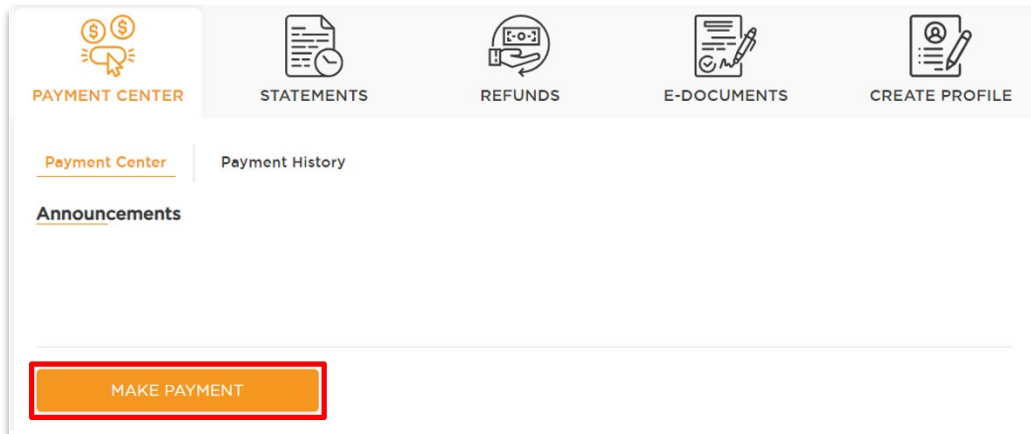 PAYMENT CENTER
STATEMENTS
REFUNDS
E-DOCUMENTS
CREATE PROFILE
Payment Center
Payment History
Announcements
MAKE PAYMENT